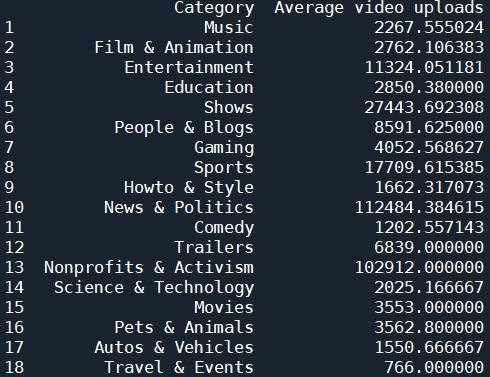 Category Average video uploads
1 Music 2267.555024
2 Film & Animation 2762.106383
3 Entertainment 11324.051181
4 Education 2850.380000
5 Shows 27443.692308
6 People & Blogs 8591.625000
7 Gaming 4052.568627
8 Sports 17709.615385
9 Howto & Style 1662.317073
10 News & Politics 112484.384615
11 Comedy 1202.557143
12 Trailers 6839.000000
13 Nonprofits & Activism 102912.000000
14 Science & Technology 2025.166667
15 Movies 3553.000000
16 Pets & Animals 3562.800000
17 Autos & Vehicles 1550.666667
18 Travel & Events 766.000000